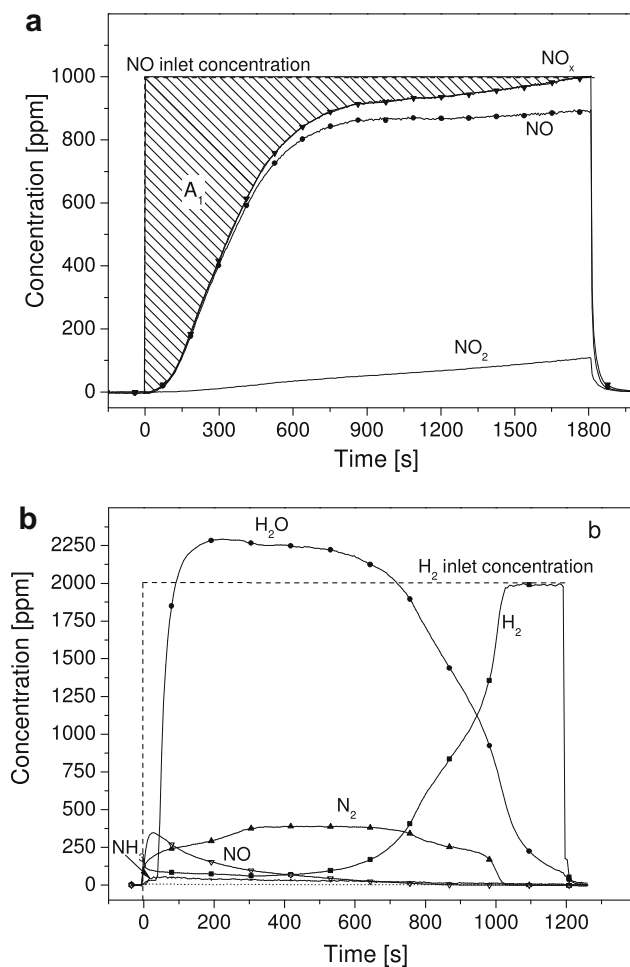 a
NO inlet concentration
NOₓ
NO
A₁
NO₂
Concentration [ppm]
1000
800
600
400
200
0
0 300 600 900 1200 1500 1800
Time [s]
b
b
H₂O
H₂ inlet concentration
H₂
N₂
NH
NO
Concentration [ppm]
2250
2000
1750
1500
1250
1000
750
500
250
0
0 200 400 600 800 1000 1200
Time [s]